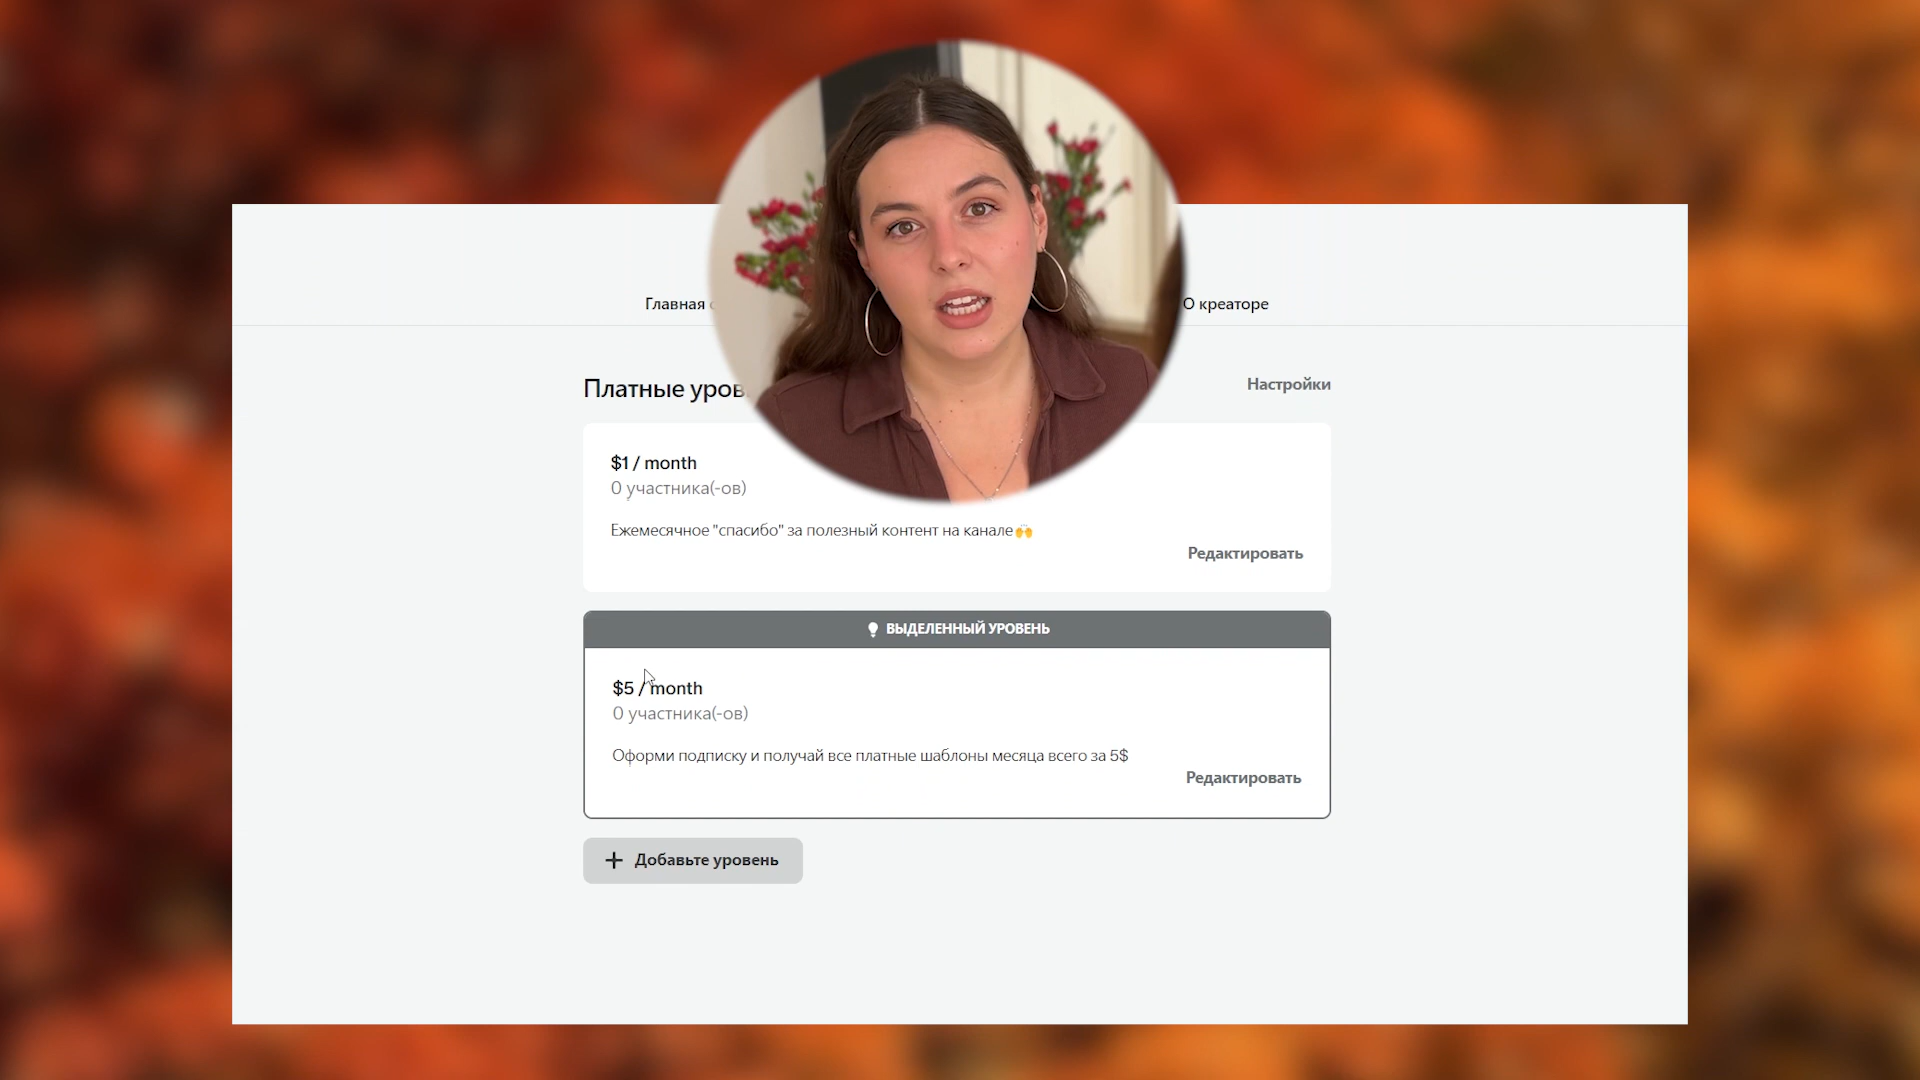 Главная
О креаторе
Платные
Настройки
$1 / month
0 участника(-ов)
Ежемесячное "спасибо" за полезный контент на канале🙌
Редактировать
ВЫДЕЛЕННЫЙ УРОВЕНЬ
$5 / month
0 участника(-ов)
Оформи подписку и получай все платные шаблоны месяца всего за 5$
Редактировать
+ Добавьте уровень